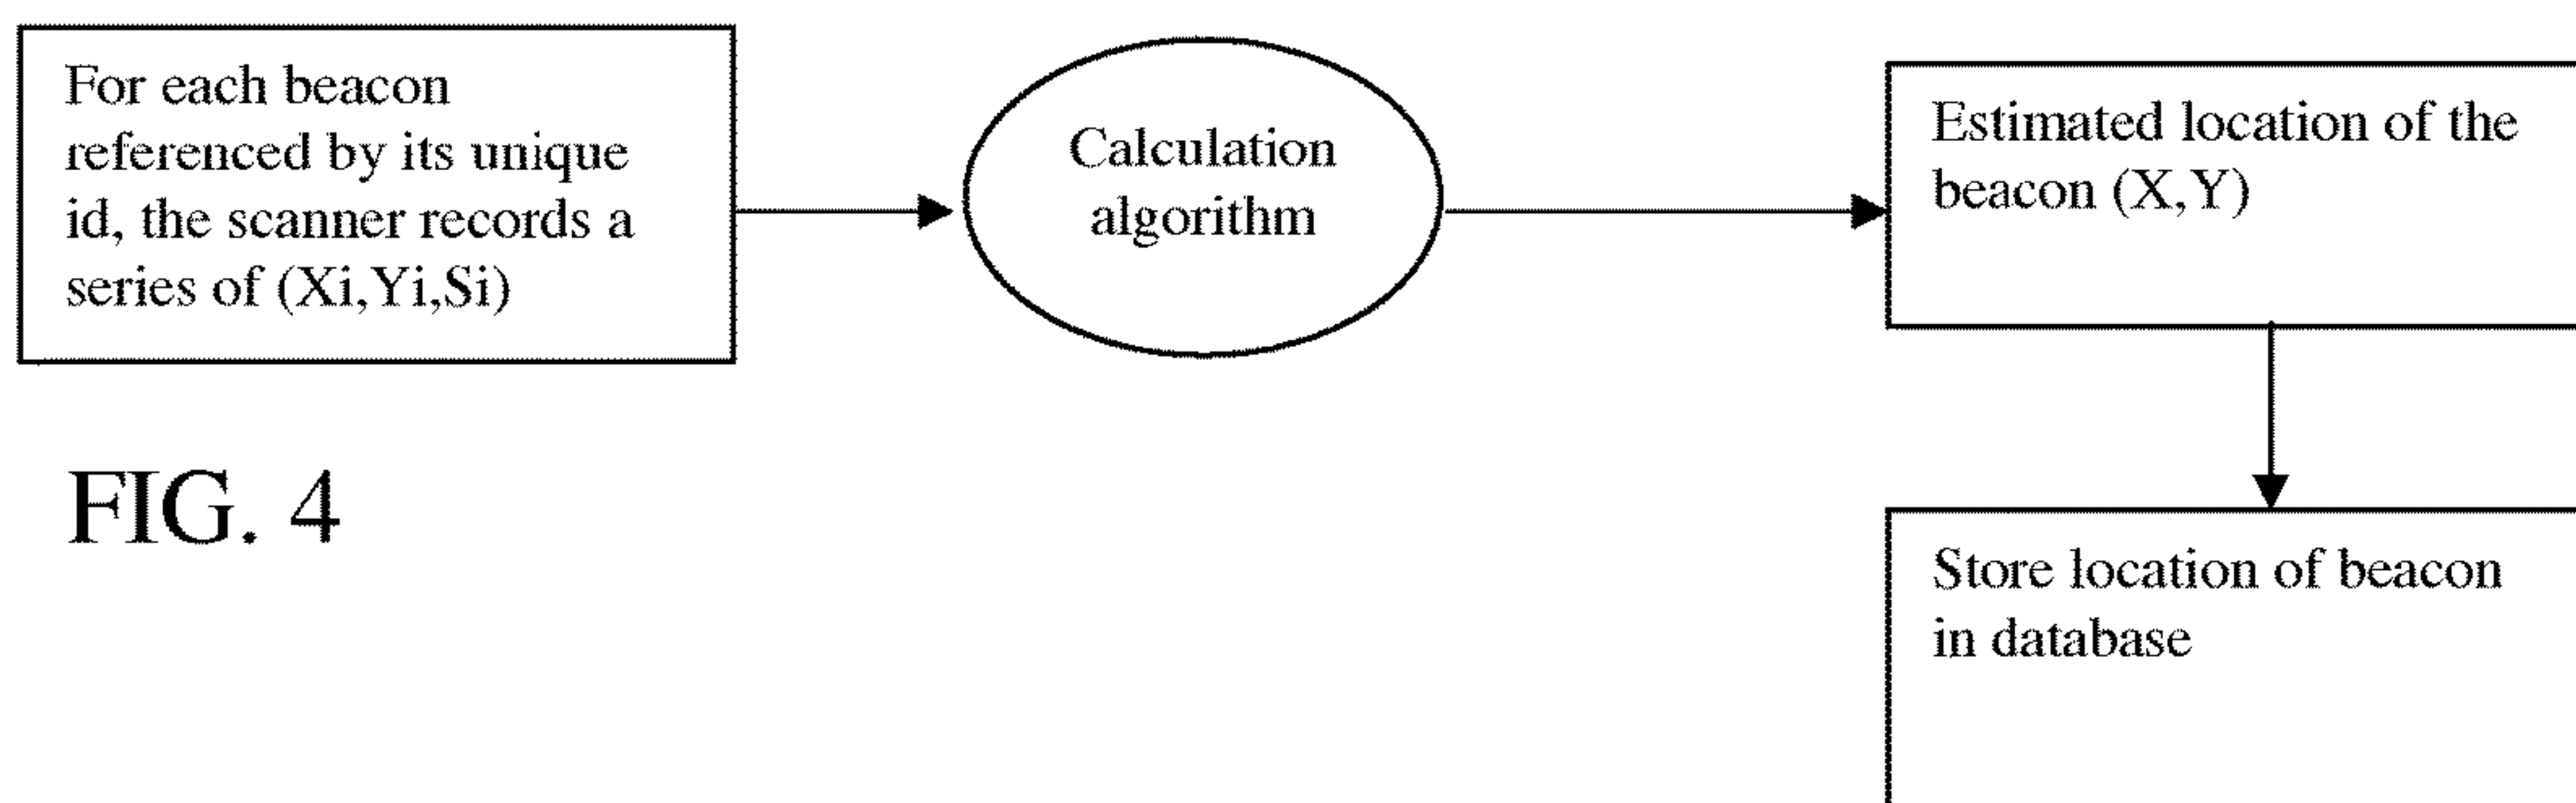 For each beacon
referenced by its unique
id, the scanner records a
series of (Xi,Yi,Si)
Calculation
algorithm
Estimated location of the
beacon (X,Y)
FIG. 4
Store location of beacon
in database